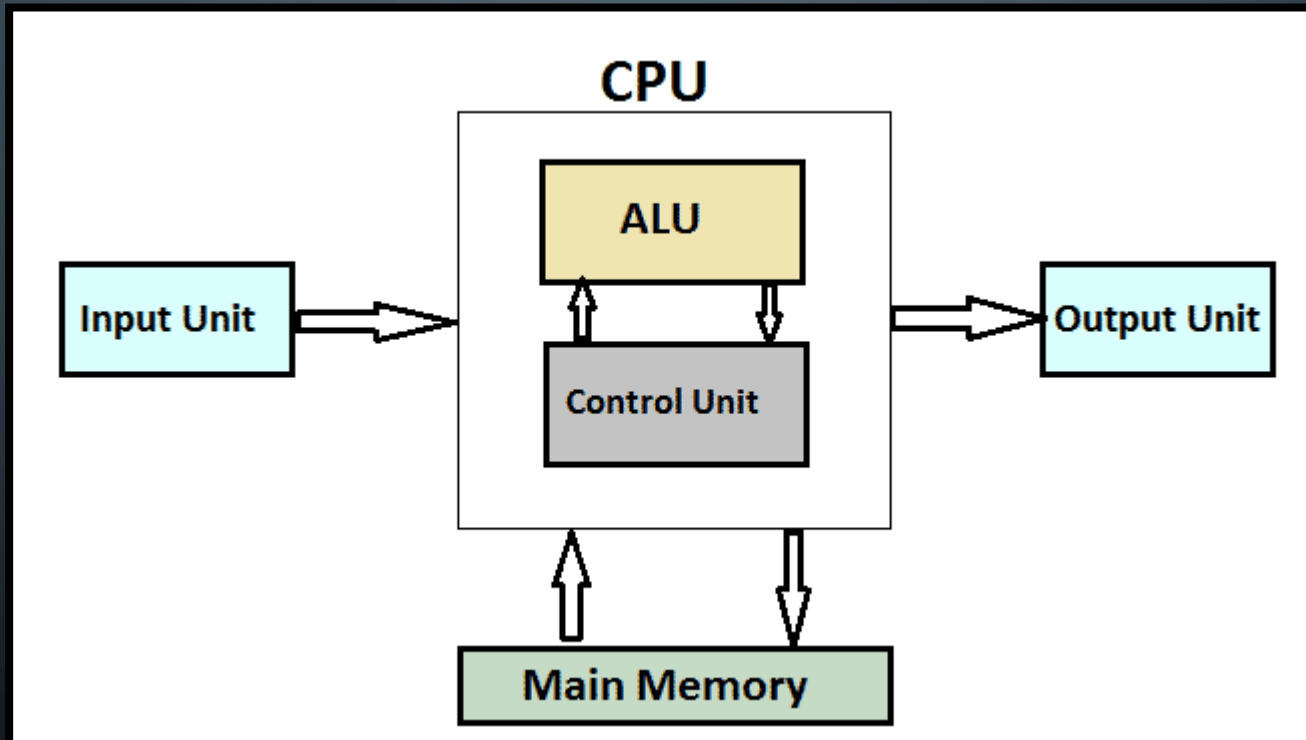 CPU
ALU
Input Unit
Output Unit
Control Unit
Main Memory